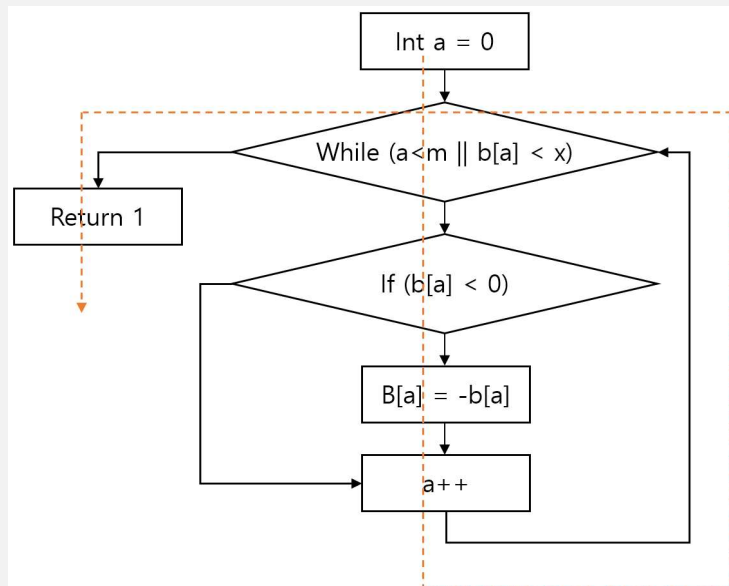 Int a = 0
While (a<m || b[a] < x)
Return 1
If (b[a] < 0)
B[a] = -b[a]
a++